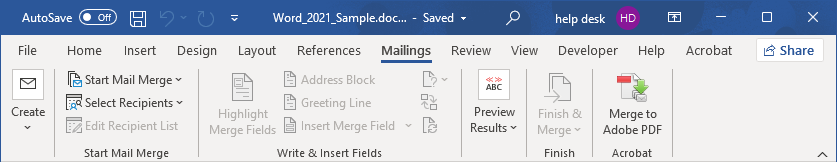 AutoSave Off Word_2021_Sample.doc... - Saved help desk HD
File Home Insert Draw Design Layout References Mailings Review View Developer Help Acrobat Share
Start Mail Merge Address Block
Select Recipients Greeting Line
Edit Recipient List Insert Merge Field
Create
Highlight
Merge Fields
ABC
Preview
Results
Finish &
Merge
Merge to
Adobe PDF
Start Mail Merge Write & Insert Fields Finish Acrobat